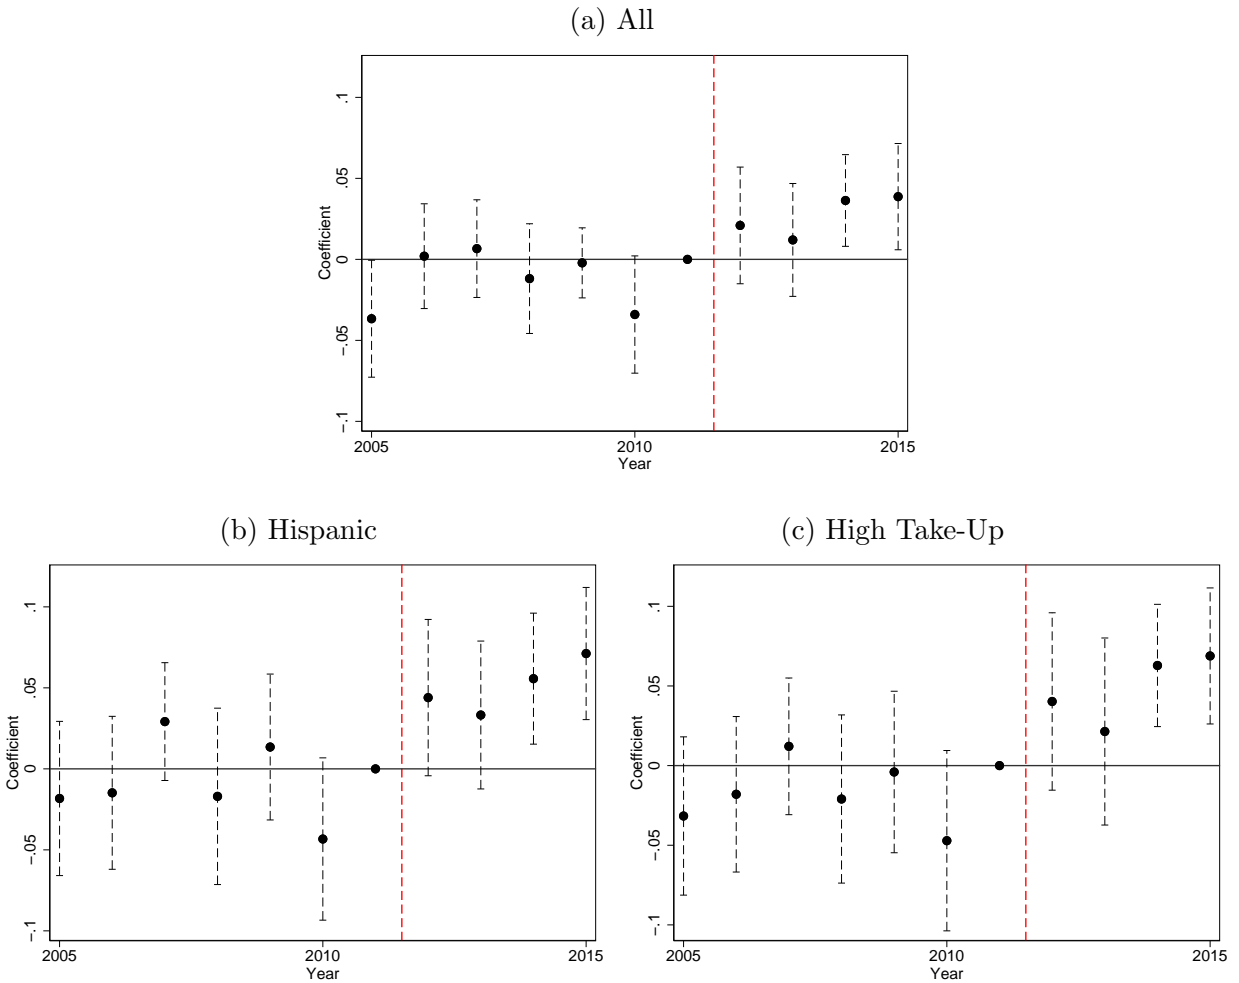 (a) All
.1
.05
0
-.05
-.1
Coefficient
2005
2010
2015
Year
(b) Hispanic
.1
.05
0
-.05
-.1
Coefficient
2005
2010
2015
Year
(c) High Take-Up
.1
.05
0
-.05
-.1
Coefficient
2005
2010
2015
Year